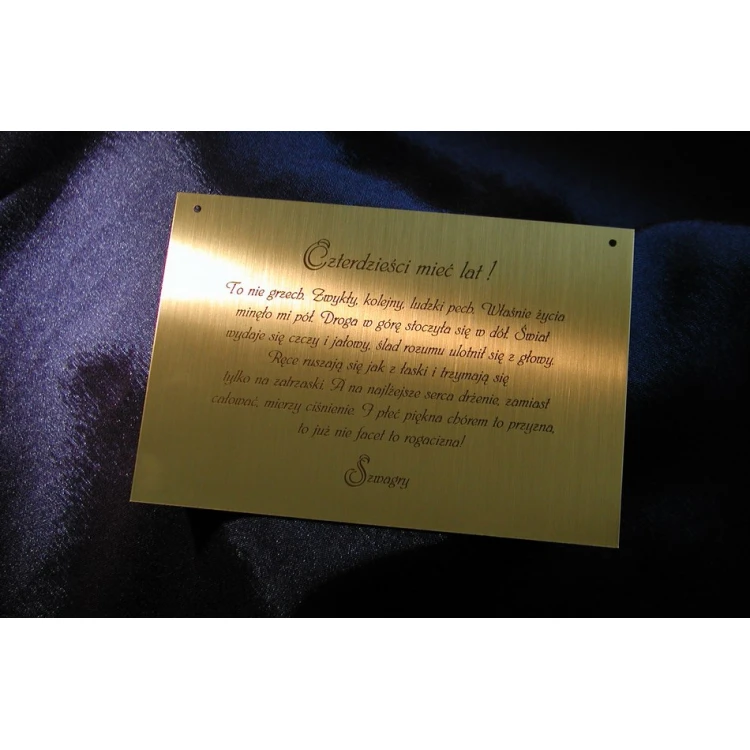 Czterdzieści mieć lat!
To nie grzech. Zwykły, kolejny, ludzki pech. Właśnie życia
minęło mi pół. Droga w górę stoczyła się w dół. Świat
wydaje się czczy i jałowy, ślad rozumu ulotnił się z głowy.
Ręce ruszają się jak z łaski i trzymają się
tylko na zatrzaski. A na najlżejsze serca drżenie, zamiast
całować, mierzy ciśnienie. I płeć piękna chórem to przyzna,
to już nie facet to rogacizna!
Szwagry